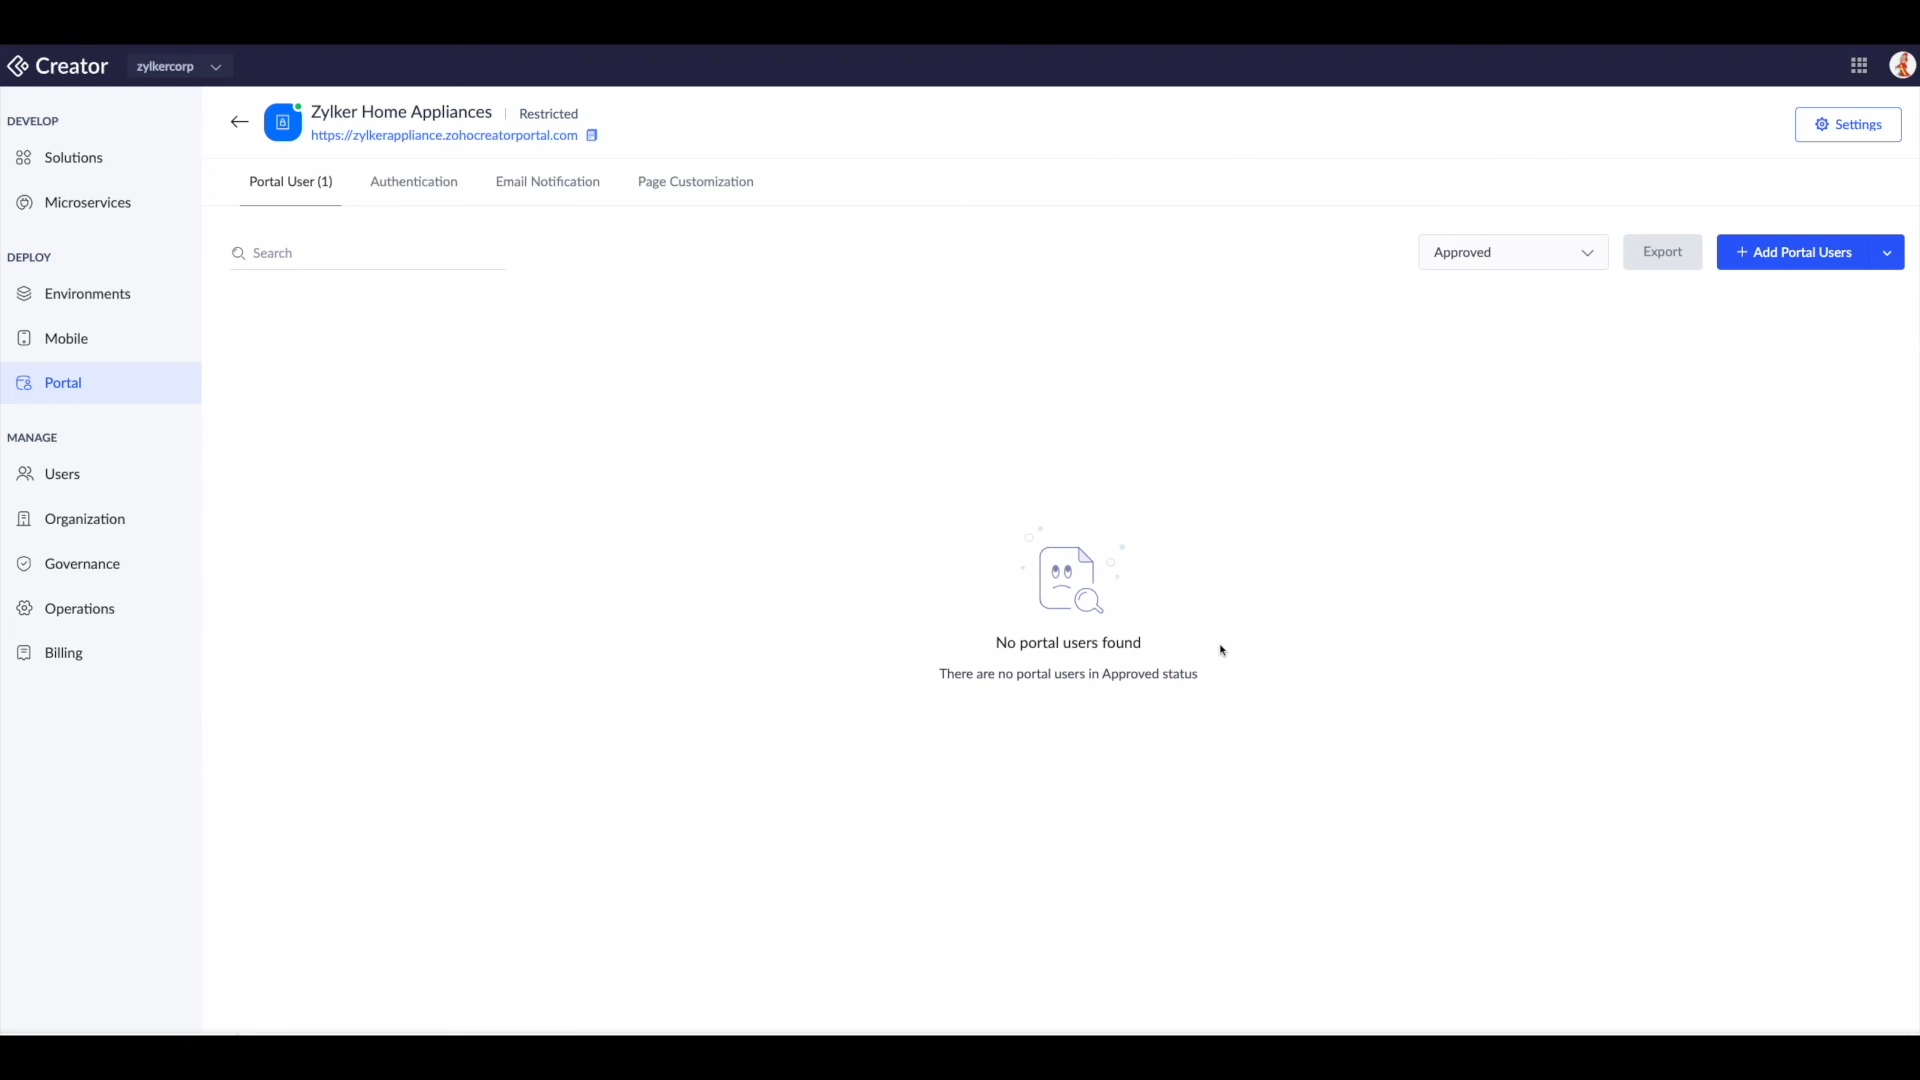 Creator
zylkercorp
DEVELOP
Solutions
Microservices
DEPLOY
Environments
Mobile
Portal
MANAGE
Users
Organization
Governance
Operations
Billing
Zylker Home Appliances | Restricted
https://zylkerappliance.zohocreatorportal.com
Settings
Portal User (1) Authentication Email Notification Page Customization
Search
Approved
Export
+ Add Portal Users
No portal users found
There are no portal users in Approved status